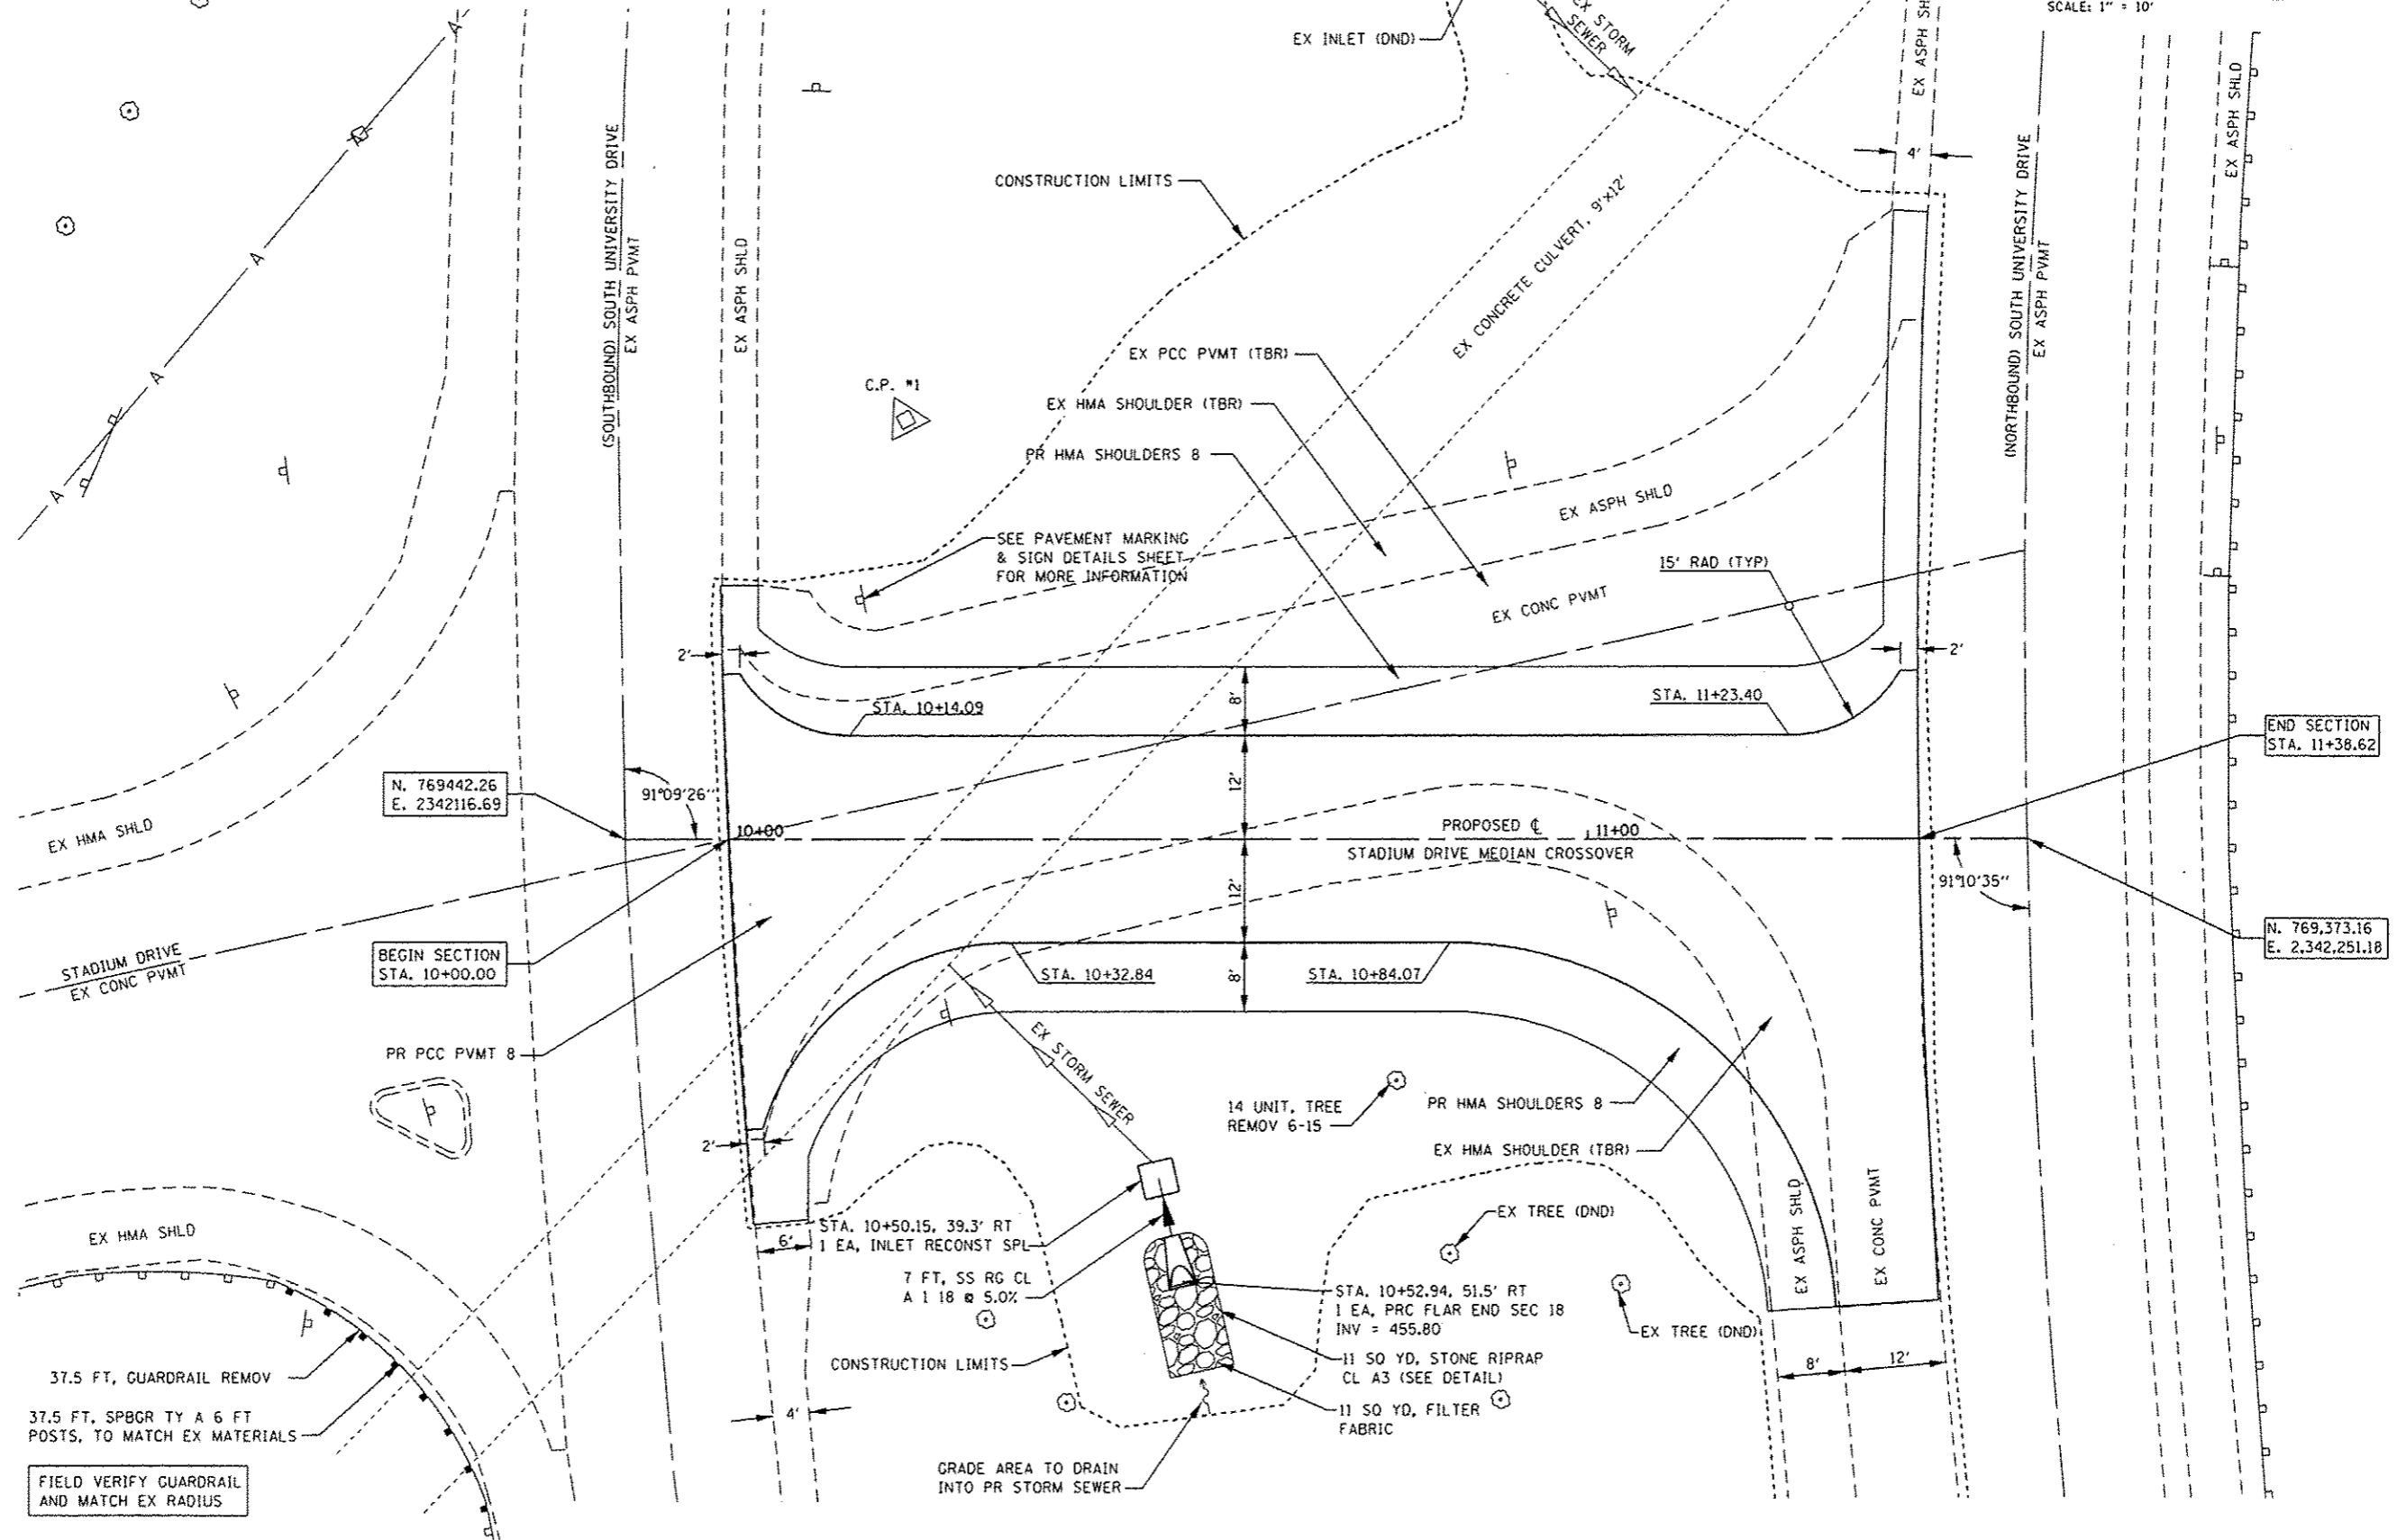 SCALE: 1" = 10'
EX INLET (DND)
EX STORM
SEWER
EX ASPH SH
EX ASPH SHLD
4'
CONSTRUCTION LIMITS
(SOUTHBOUND) SOUTH UNIVERSITY DRIVE
EX ASPH PVMT
EX ASPH SHLD
EX CONCRETE CULVERT, 9'x12'
(NORTHBOUND) SOUTH UNIVERSITY DRIVE
EX ASPH PVMT
A
A
A
A
A
EX PCC PVMT (TBR)
C.P. #1
EX HMA SHOULDER (TBR)
PR HMA SHOULDERS 8
EX ASPH SHLD
SEE PAVEMENT MARKING
& SIGN DETAILS SHEET
FOR MORE INFORMATION
15' RAD (TYP)
EX CONC PVMT
2'
2'
8'
STA. 10+14.09
STA. 11+23.40
END SECTION
STA. 11+38.62
N. 769442.26
E. 2342116.69
91°09'26"
12'
10+00
PROPOSED ℄
11+00
STADIUM DRIVE MEDIAN CROSSOVER
EX HMA SHLD
12'
91°10'35"
N. 769,373.16
E. 2,342,251.18
STADIUM DRIVE
EX CONC PVMT
BEGIN SECTION
STA. 10+00.00
STA. 10+32.84
STA. 10+84.07
8'
PR PCC PVMT 8
EX STORM SEWER
14 UNIT, TREE
REMOV 6-15
PR HMA SHOULDERS 8
EX HMA SHOULDER (TBR)
2'
EX ASPH SHLD
EX CONC PVMT
EX HMA SHLD
STA. 10+50.15, 39.3' RT
1 EA, INLET RECONST SPL
6'
EX TREE (DND)
7 FT, SS RG CL
A 1 18 @ 5.0%
STA. 10+52.94, 51.5' RT
1 EA, PRC FLAR END SEC 18
INV = 455.80
EX TREE (DND)
CONSTRUCTION LIMITS
11 SQ YD, STONE RIPRAP
CL A3 (SEE DETAIL)
8'
12'
37.5 FT, GUARDRAIL REMOV
4'
11 SQ YD, FILTER
FABRIC
37.5 FT, SPBGR TY A 6 FT
POSTS, TO MATCH EX MATERIALS
GRADE AREA TO DRAIN
INTO PR STORM SEWER
FIELD VERIFY GUARDRAIL
AND MATCH EX RADIUS